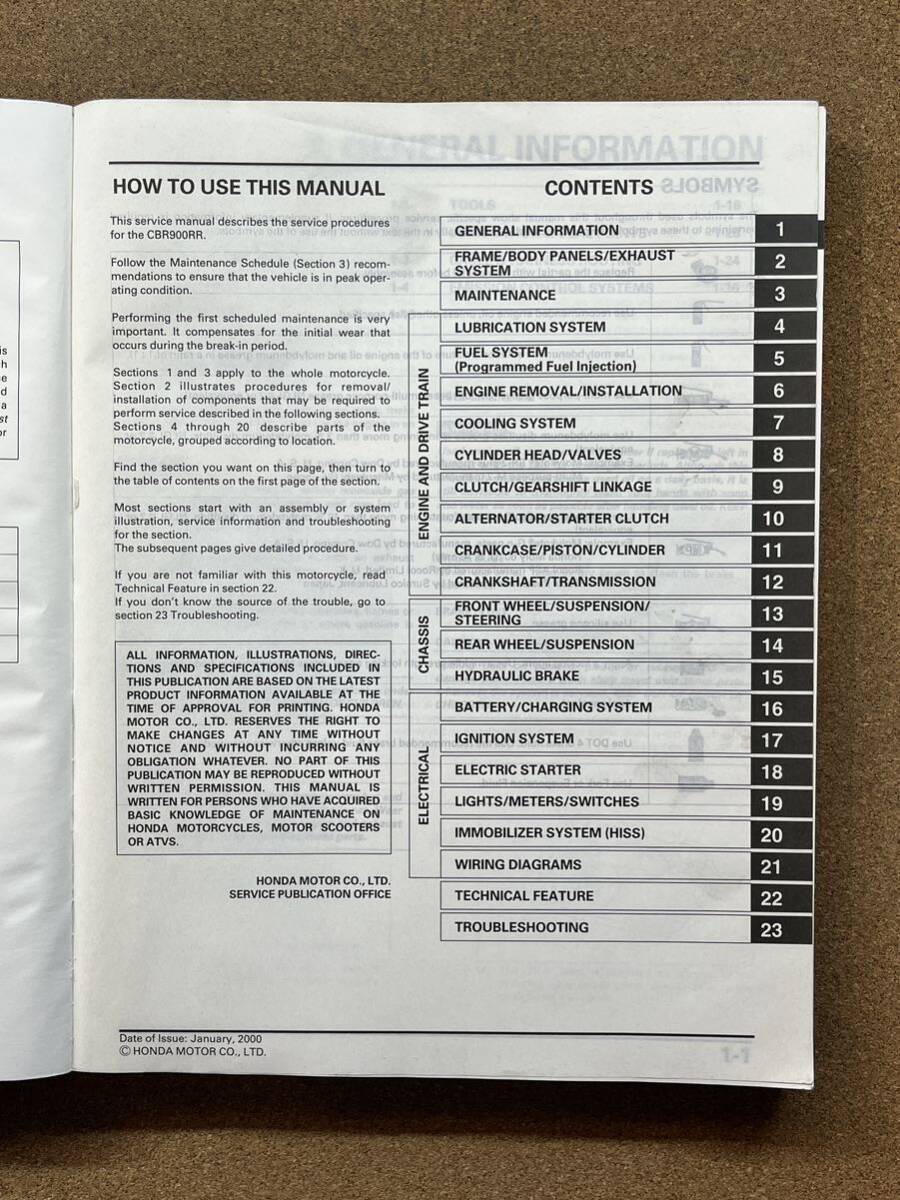 HOW TO USE THIS MANUAL
This service manual describes the service procedures
for the CBR900RR.
Follow the Maintenance Schedule (Section 3) recom-
mendations to ensure that the vehicle is in peak oper-
ating condition.
Performing the first scheduled maintenance is very
important. It compensates for the initial wear that
occurs during the break-in period.
Sections 1 and 3 apply to the whole motorcycle.
Section 2 illustrates procedures for removal/
installation of components that may be required to
perform service described in the following sections.
Sections 4 through 20 describe parts of the
motorcycle, grouped according to location.
Find the section you want on this page, then turn to
the table of contents on the first page of the section.
Most sections start with an assembly or system
illustration, service information and troubleshooting
for the section.
The subsequent pages give detailed procedure.
If you are not familiar with this motorcycle, read
Technical Feature in section 22.
If you don't know the source of the trouble, go to
section 23 Troubleshooting.
ALL INFORMATION, ILLUSTRATIONS, DIREC-
TIONS AND SPECIFICATIONS INCLUDED IN
THIS PUBLICATION ARE BASED ON THE LATEST
PRODUCT INFORMATION AVAILABLE AT THE
TIME OF APPROVAL FOR PRINTING. HONDA
MOTOR CO., LTD. RESERVES THE RIGHT TO
MAKE CHANGES AT ANY TIME WITHOUT
NOTICE AND WITHOUT INCURRING ANY
OBLIGATION WHATEVER. NO PART OF THIS
PUBLICATION MAY BE REPRODUCED WITHOUT
WRITTEN PERMISSION. THIS MANUAL IS
WRITTEN FOR PERSONS WHO HAVE ACQUIRED
BASIC KNOWLEDGE OF MAINTENANCE ON
HONDA MOTORCYCLES, MOTOR SCOOTERS
OR ATVS.
HONDA MOTOR CO., LTD.
SERVICE PUBLICATION OFFICE
CONTENTS
GENERAL INFORMATION 1
FRAME/BODY PANELS/EXHAUST
SYSTEM 2
MAINTENANCE 3
ENGINE AND DRIVE TRAIN
LUBRICATION SYSTEM 4
FUEL SYSTEM
(Programmed Fuel Injection) 5
ENGINE REMOVAL/INSTALLATION 6
COOLING SYSTEM 7
CYLINDER HEAD/VALVES 8
CLUTCH/GEARSHIFT LINKAGE 9
ALTERNATOR/STARTER CLUTCH 10
CRANKCASE/PISTON/CYLINDER 11
CRANKSHAFT/TRANSMISSION 12
CHASSIS
FRONT WHEEL/SUSPENSION/
STEERING 13
REAR WHEEL/SUSPENSION 14
HYDRAULIC BRAKE 15
ELECTRICAL
BATTERY/CHARGING SYSTEM 16
IGNITION SYSTEM 17
ELECTRIC STARTER 18
LIGHTS/METERS/SWITCHES 19
IMMOBILIZER SYSTEM (HISS) 20
WIRING DIAGRAMS 21
TECHNICAL FEATURE 22
TROUBLESHOOTING 23
Date of Issue: January, 2000
© HONDA MOTOR CO., LTD.